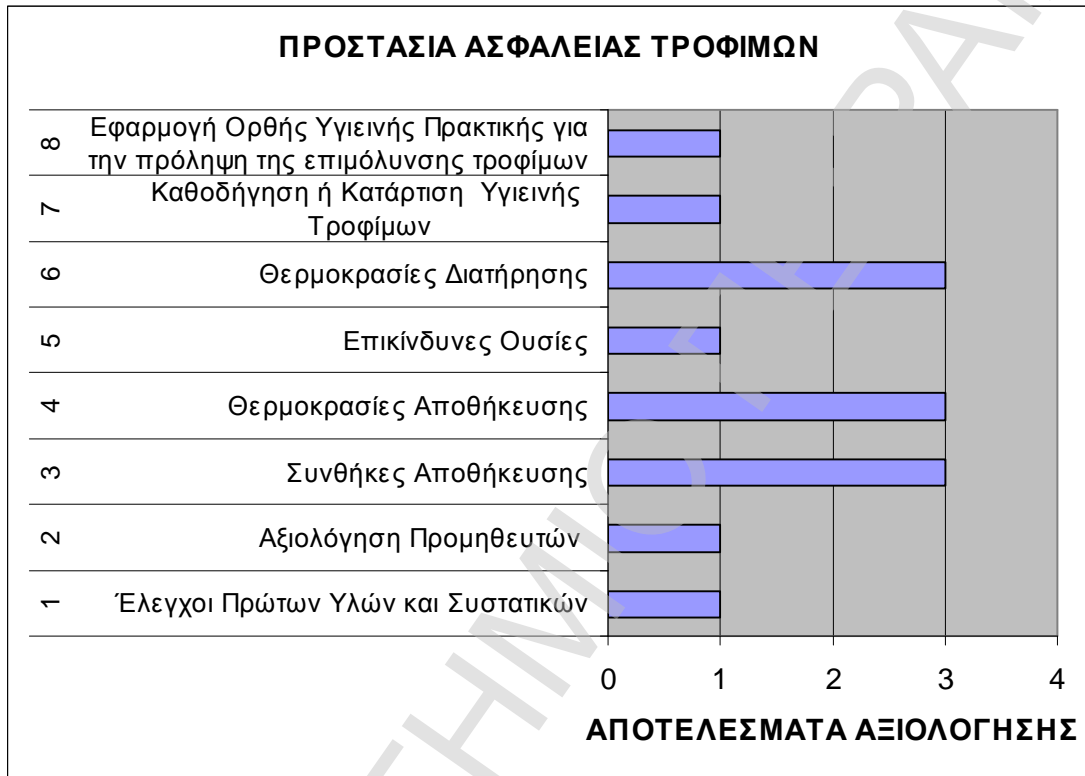 ΠΡΟΣΤΑΣΙΑ ΑΣΦΑΛΕΙΑΣ ΤΡΟΦΙΜΩΝ
8
Εφαρμογή Ορθής Υγιεινής Πρακτικής για
την πρόληψη της επιμόλυνσης τροφίμων
7
Καθοδήγηση ή Κατάρτιση Υγιεινής
Τροφίμων
6
Θερμοκρασίες Διατήρησης
5
Επικίνδυνες Ουσίες
4
Θερμοκρασίες Αποθήκευσης
3
Συνθήκες Αποθήκευσης
2
Αξιολόγηση Προμηθευτών
1
Έλεγχοι Πρώτων Υλών και Συστατικών
0 1 2 3 4
ΑΠΟΤΕΛΕΣΜΑΤΑ ΑΞΙΟΛΟΓΗΣΗΣ